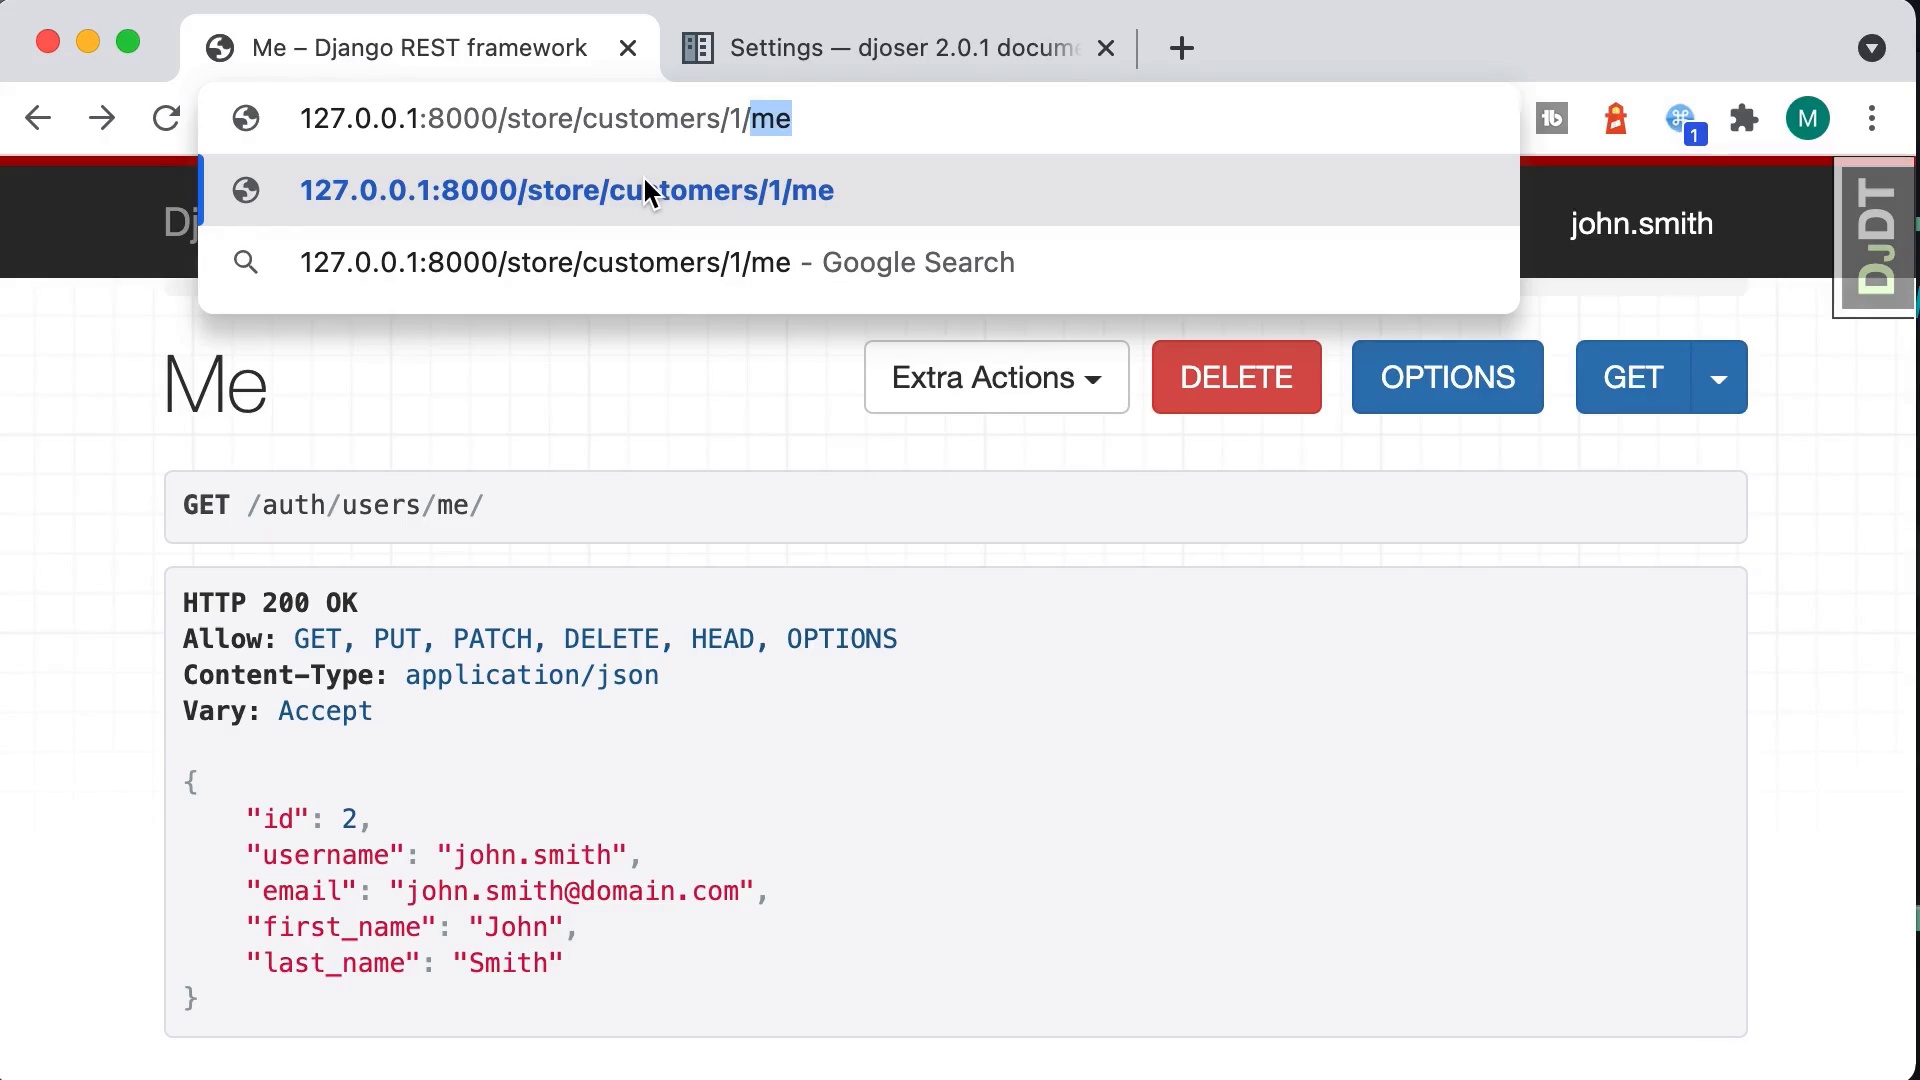 Me – Django REST framework
Settings — djoser 2.0.1 docume
127.0.0.1:8000/store/customers/1/me
127.0.0.1:8000/store/customers/1/me
127.0.0.1:8000/store/customers/1/me - Google Search
tb
1
M
Dj
john.smith
DJDT
Me
Extra Actions
DELETE
OPTIONS
GET
GET /auth/users/me/
HTTP 200 OK
Allow: GET, PUT, PATCH, DELETE, HEAD, OPTIONS
Content-Type: application/json
Vary: Accept
{
"id": 2,
"username": "john.smith",
"email": "john.smith@domain.com",
"first_name": "John",
"last_name": "Smith"
}